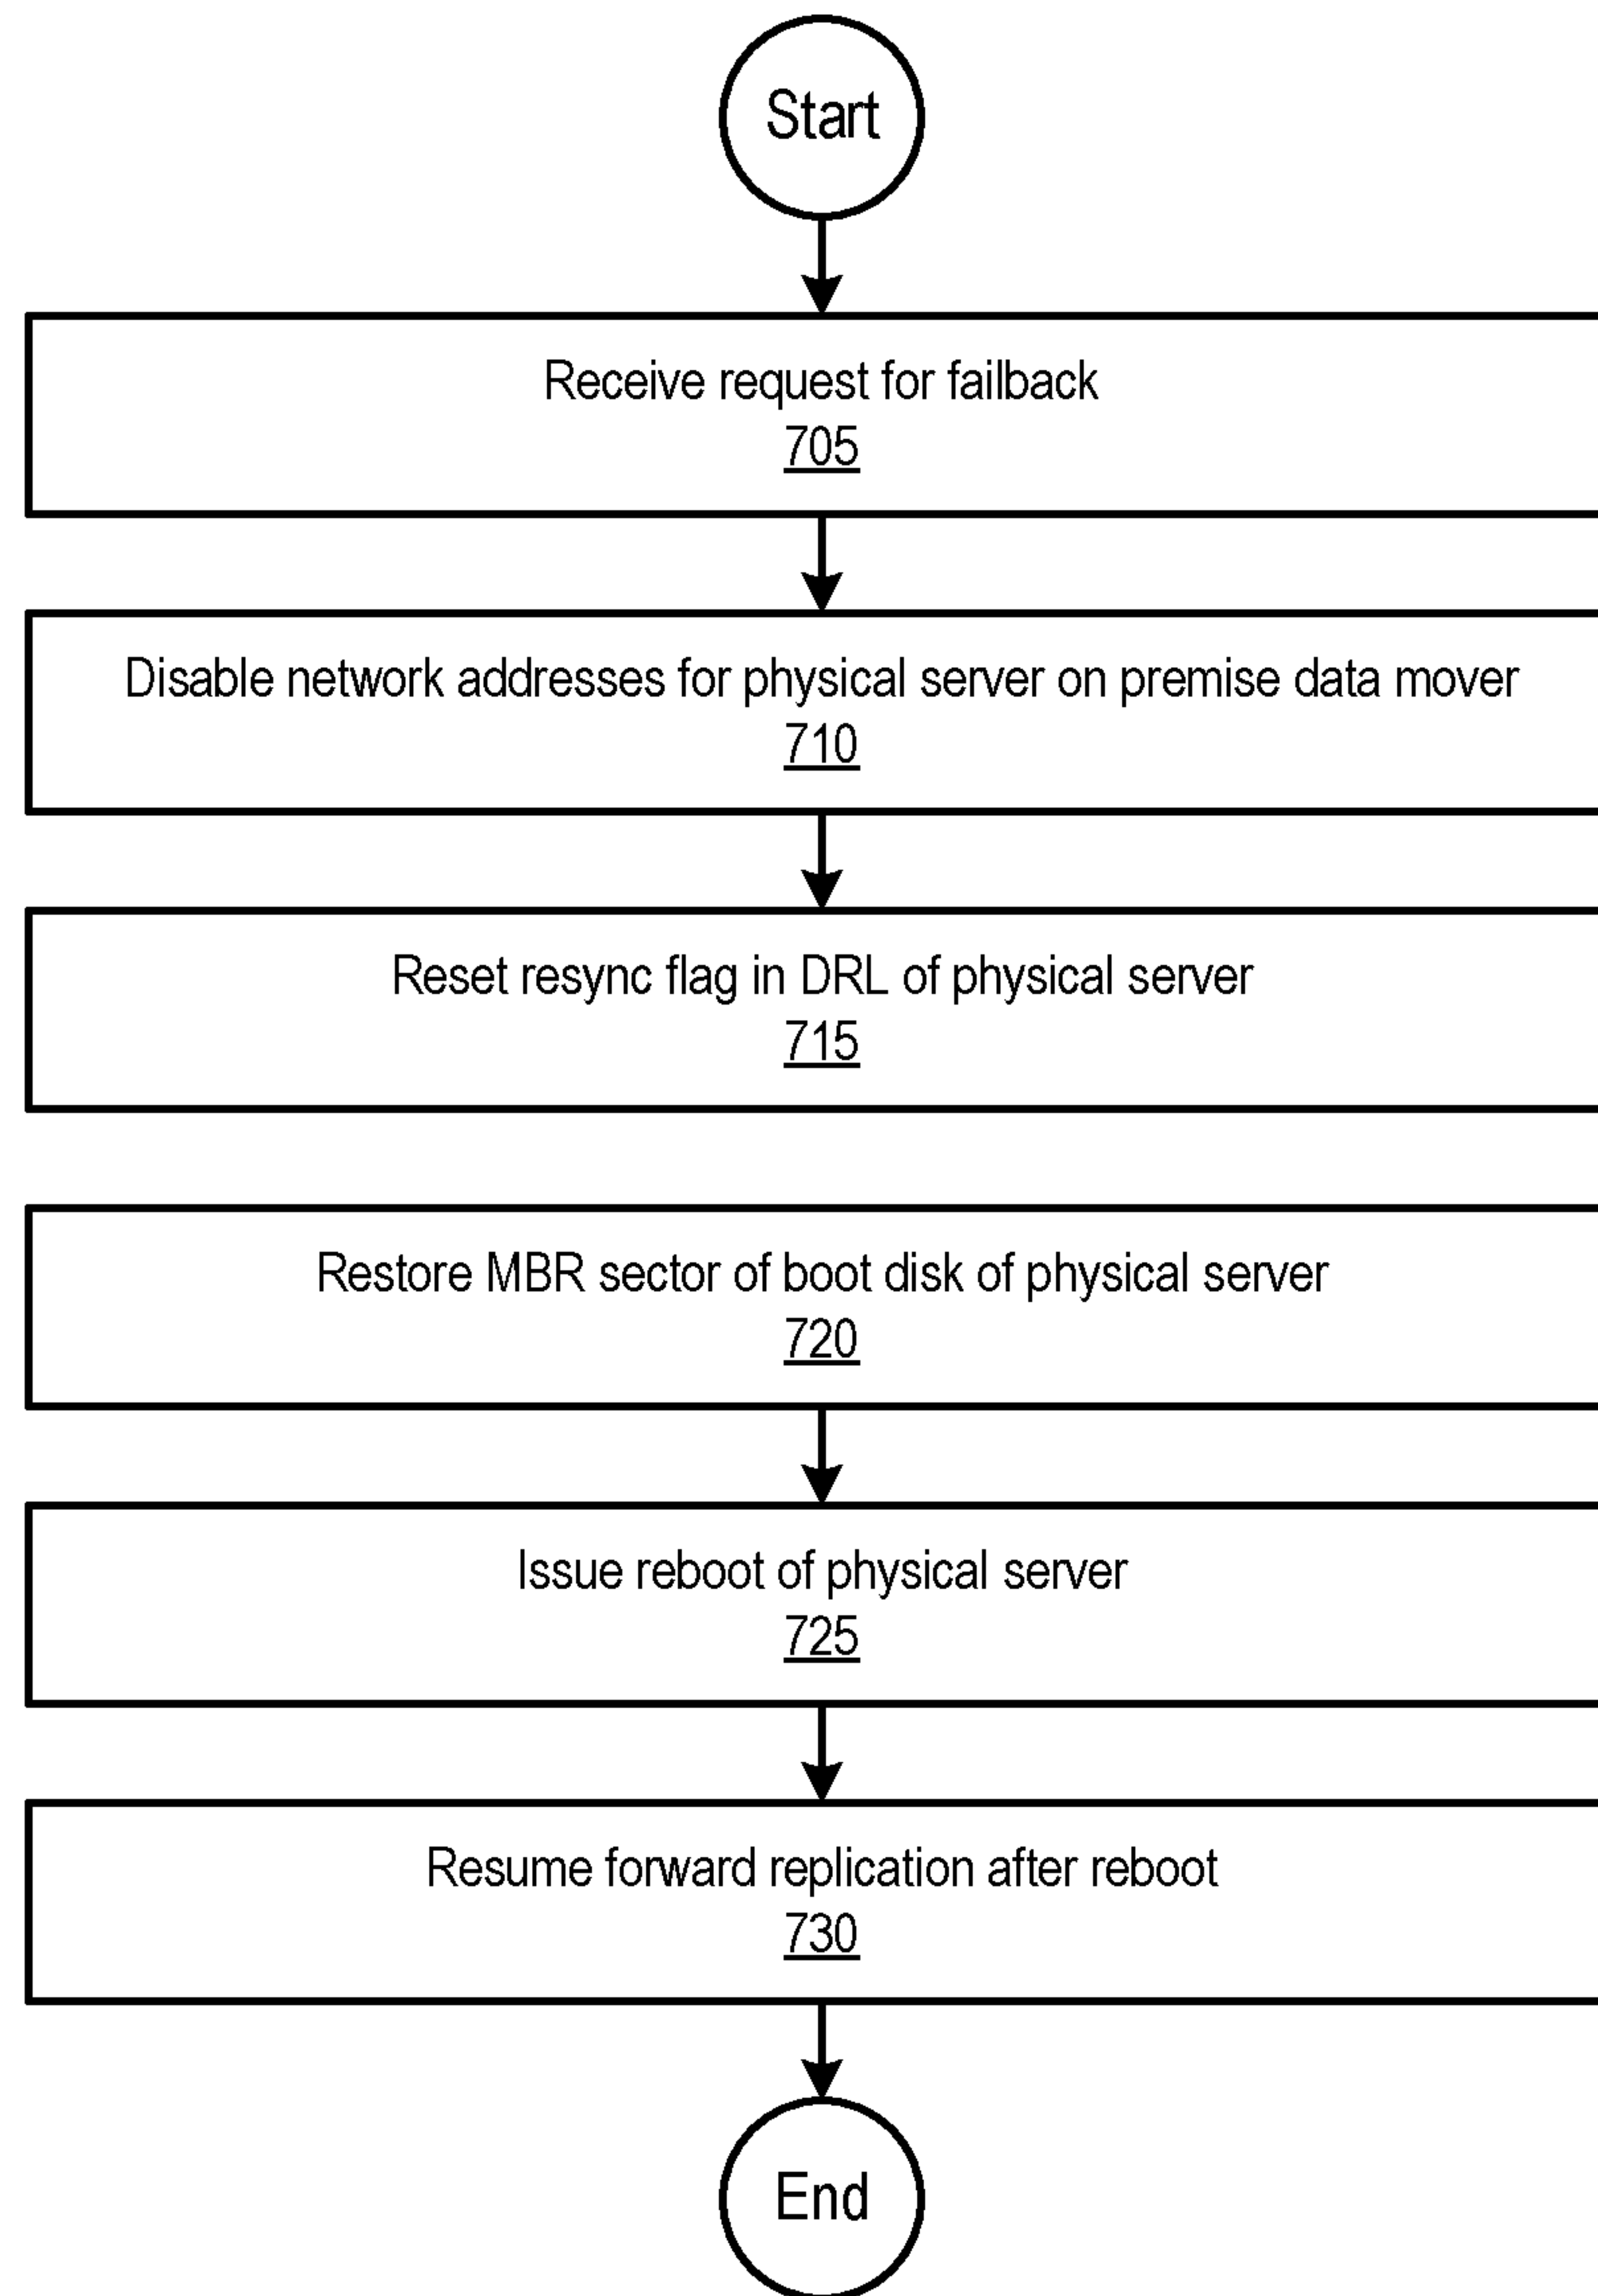 Start
Receive request for failback
705
Disable network addresses for physical server on premise data mover
710
Reset resync flag in DRL of physical server
715
Restore MBR sector of boot disk of physical server
720
Issue reboot of physical server
725
Resume forward replication after reboot
730
End